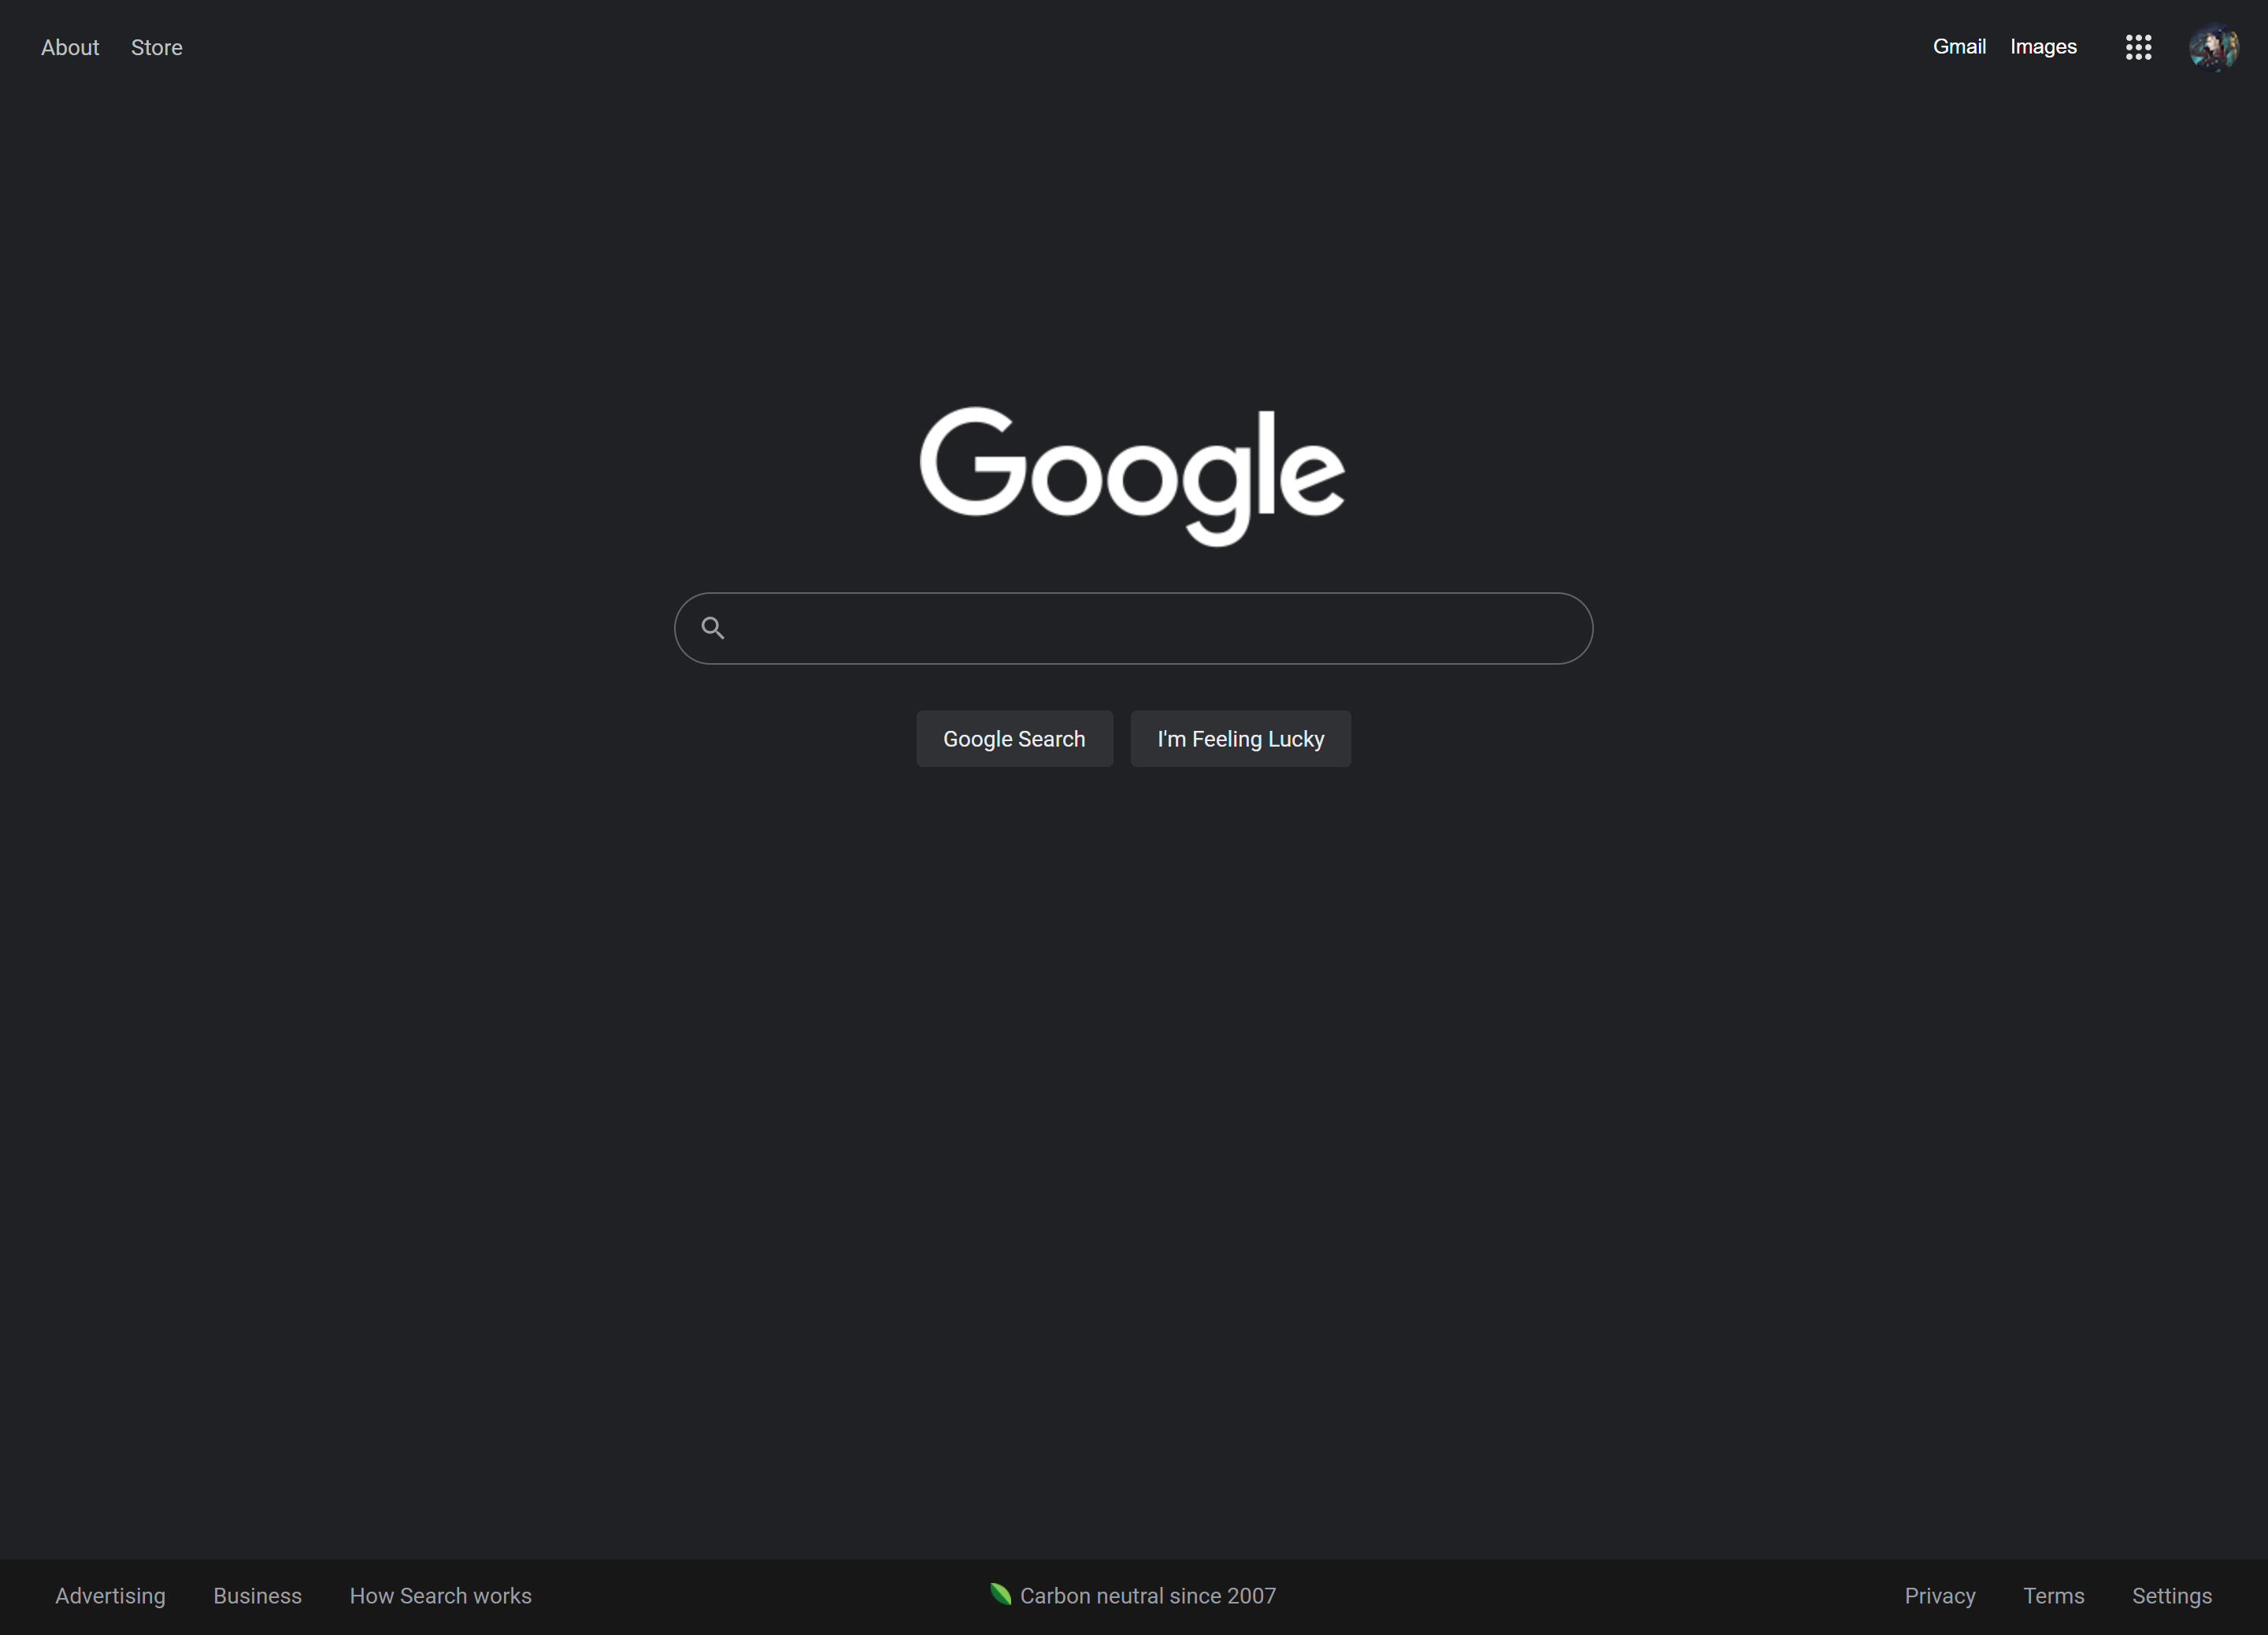 About Store Gmail Images
Google
Google Search I'm Feeling Lucky
Advertising Business How Search works Carbon neutral since 2007 Privacy Terms Settings